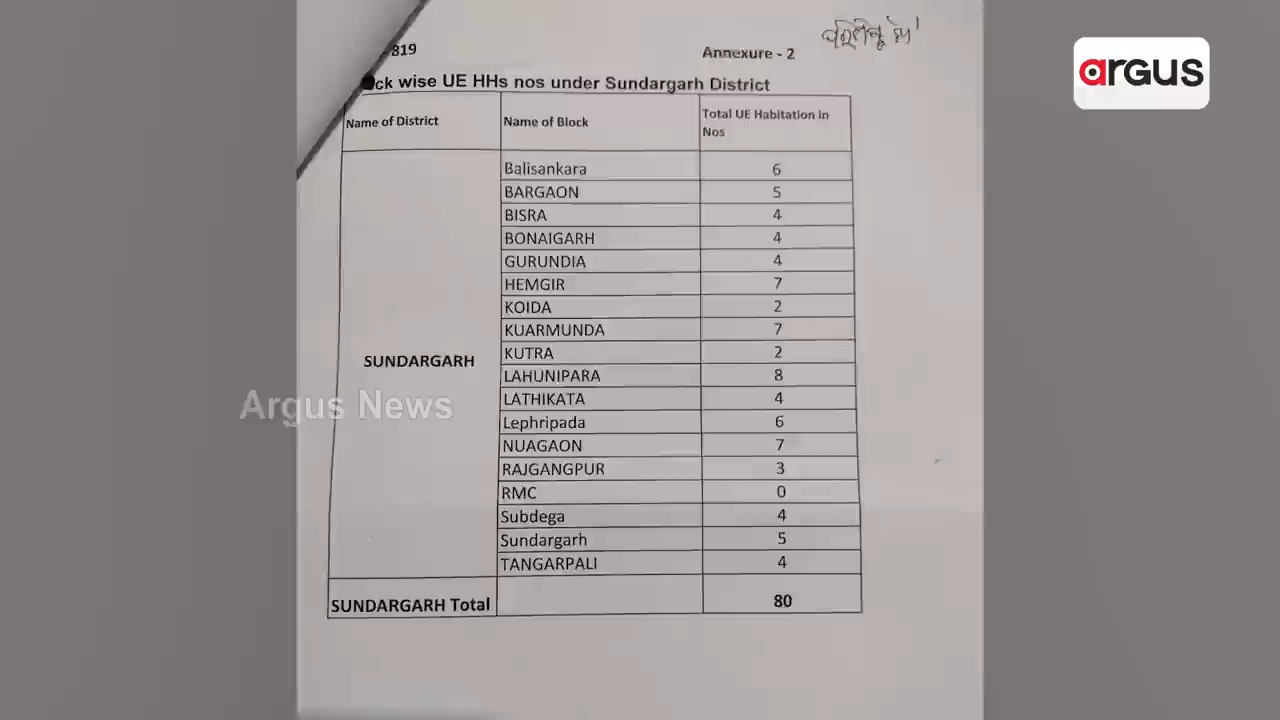 819
Annexure - 2
ck wise UE HHs nos under Sundargarh District
Name of District Name of Block Total UE Habitation in Nos
Balisankara 6
BARGAON 5
BISRA 4
BONAIGARH 4
GURUNDIA 4
HEMGIR 7
KOIDA 2
KUARMUNDA 7
KUTRA 2
SUNDARGARH
LAHUNIPARA 8
LATHIKATA 4
Lephripada 6
NUAGAON 7
RAJGANGPUR 3
RMC 0
Subdega 4
Sundargarh 5
TANGARPALI 4
SUNDARGARH Total 80
argus
Argus News